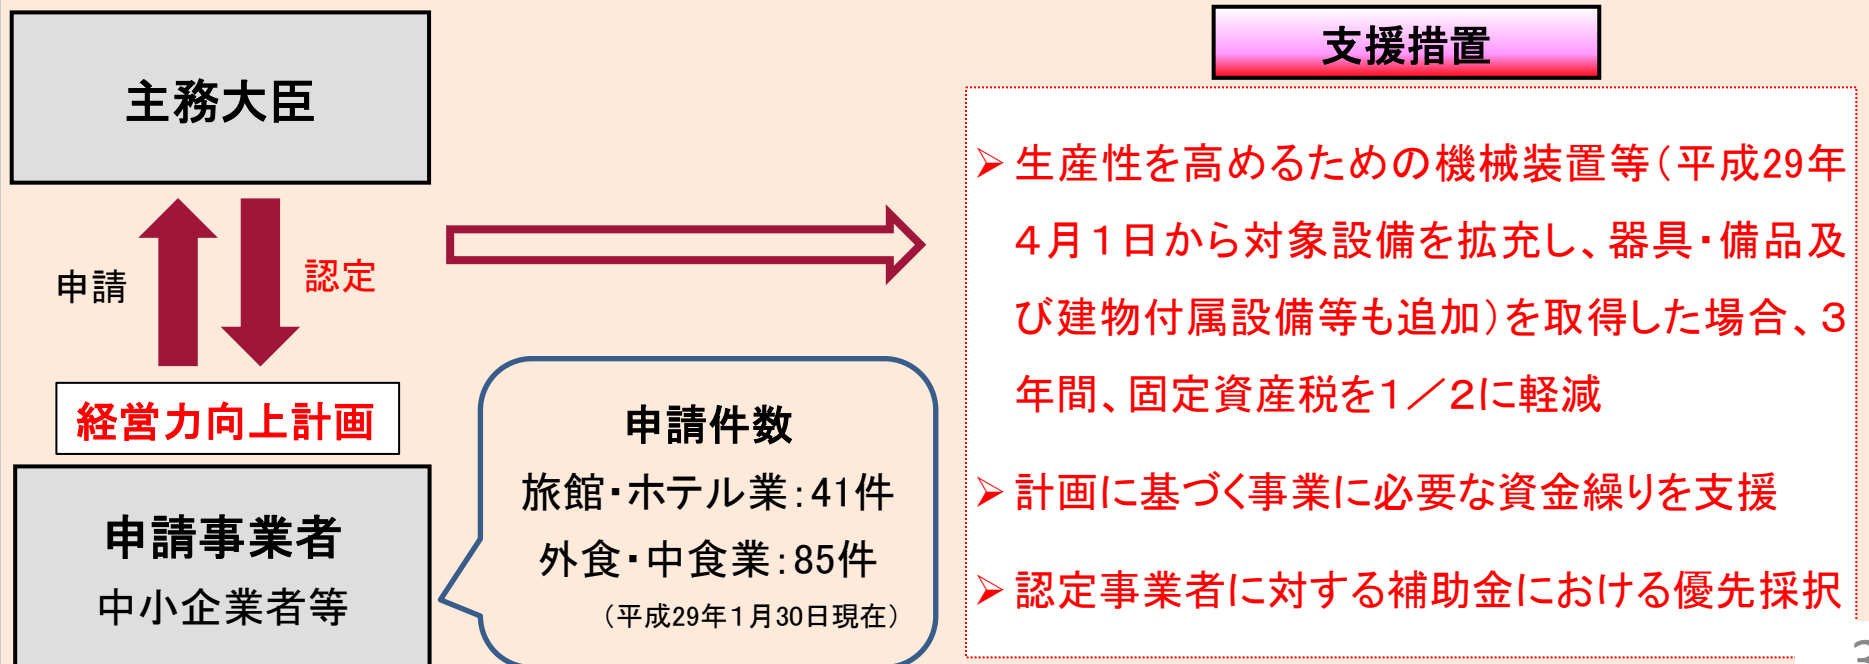 主務大臣
申請
認定
経営力向上計画
申請事業者
中小企業者等
申請件数
旅館・ホテル業：41件
外食・中食業：85件
（平成29年１月30日現在）
支援措置
➢ 生産性を高めるための機械装置等（平成29年
４月１日から対象設備を拡充し、器具・備品及
び建物付属設備等も追加）を取得した場合、３
年間、固定資産税を１／２に軽減
➢ 計画に基づく事業に必要な資金繰りを支援
➢ 認定事業者に対する補助金における優先採択